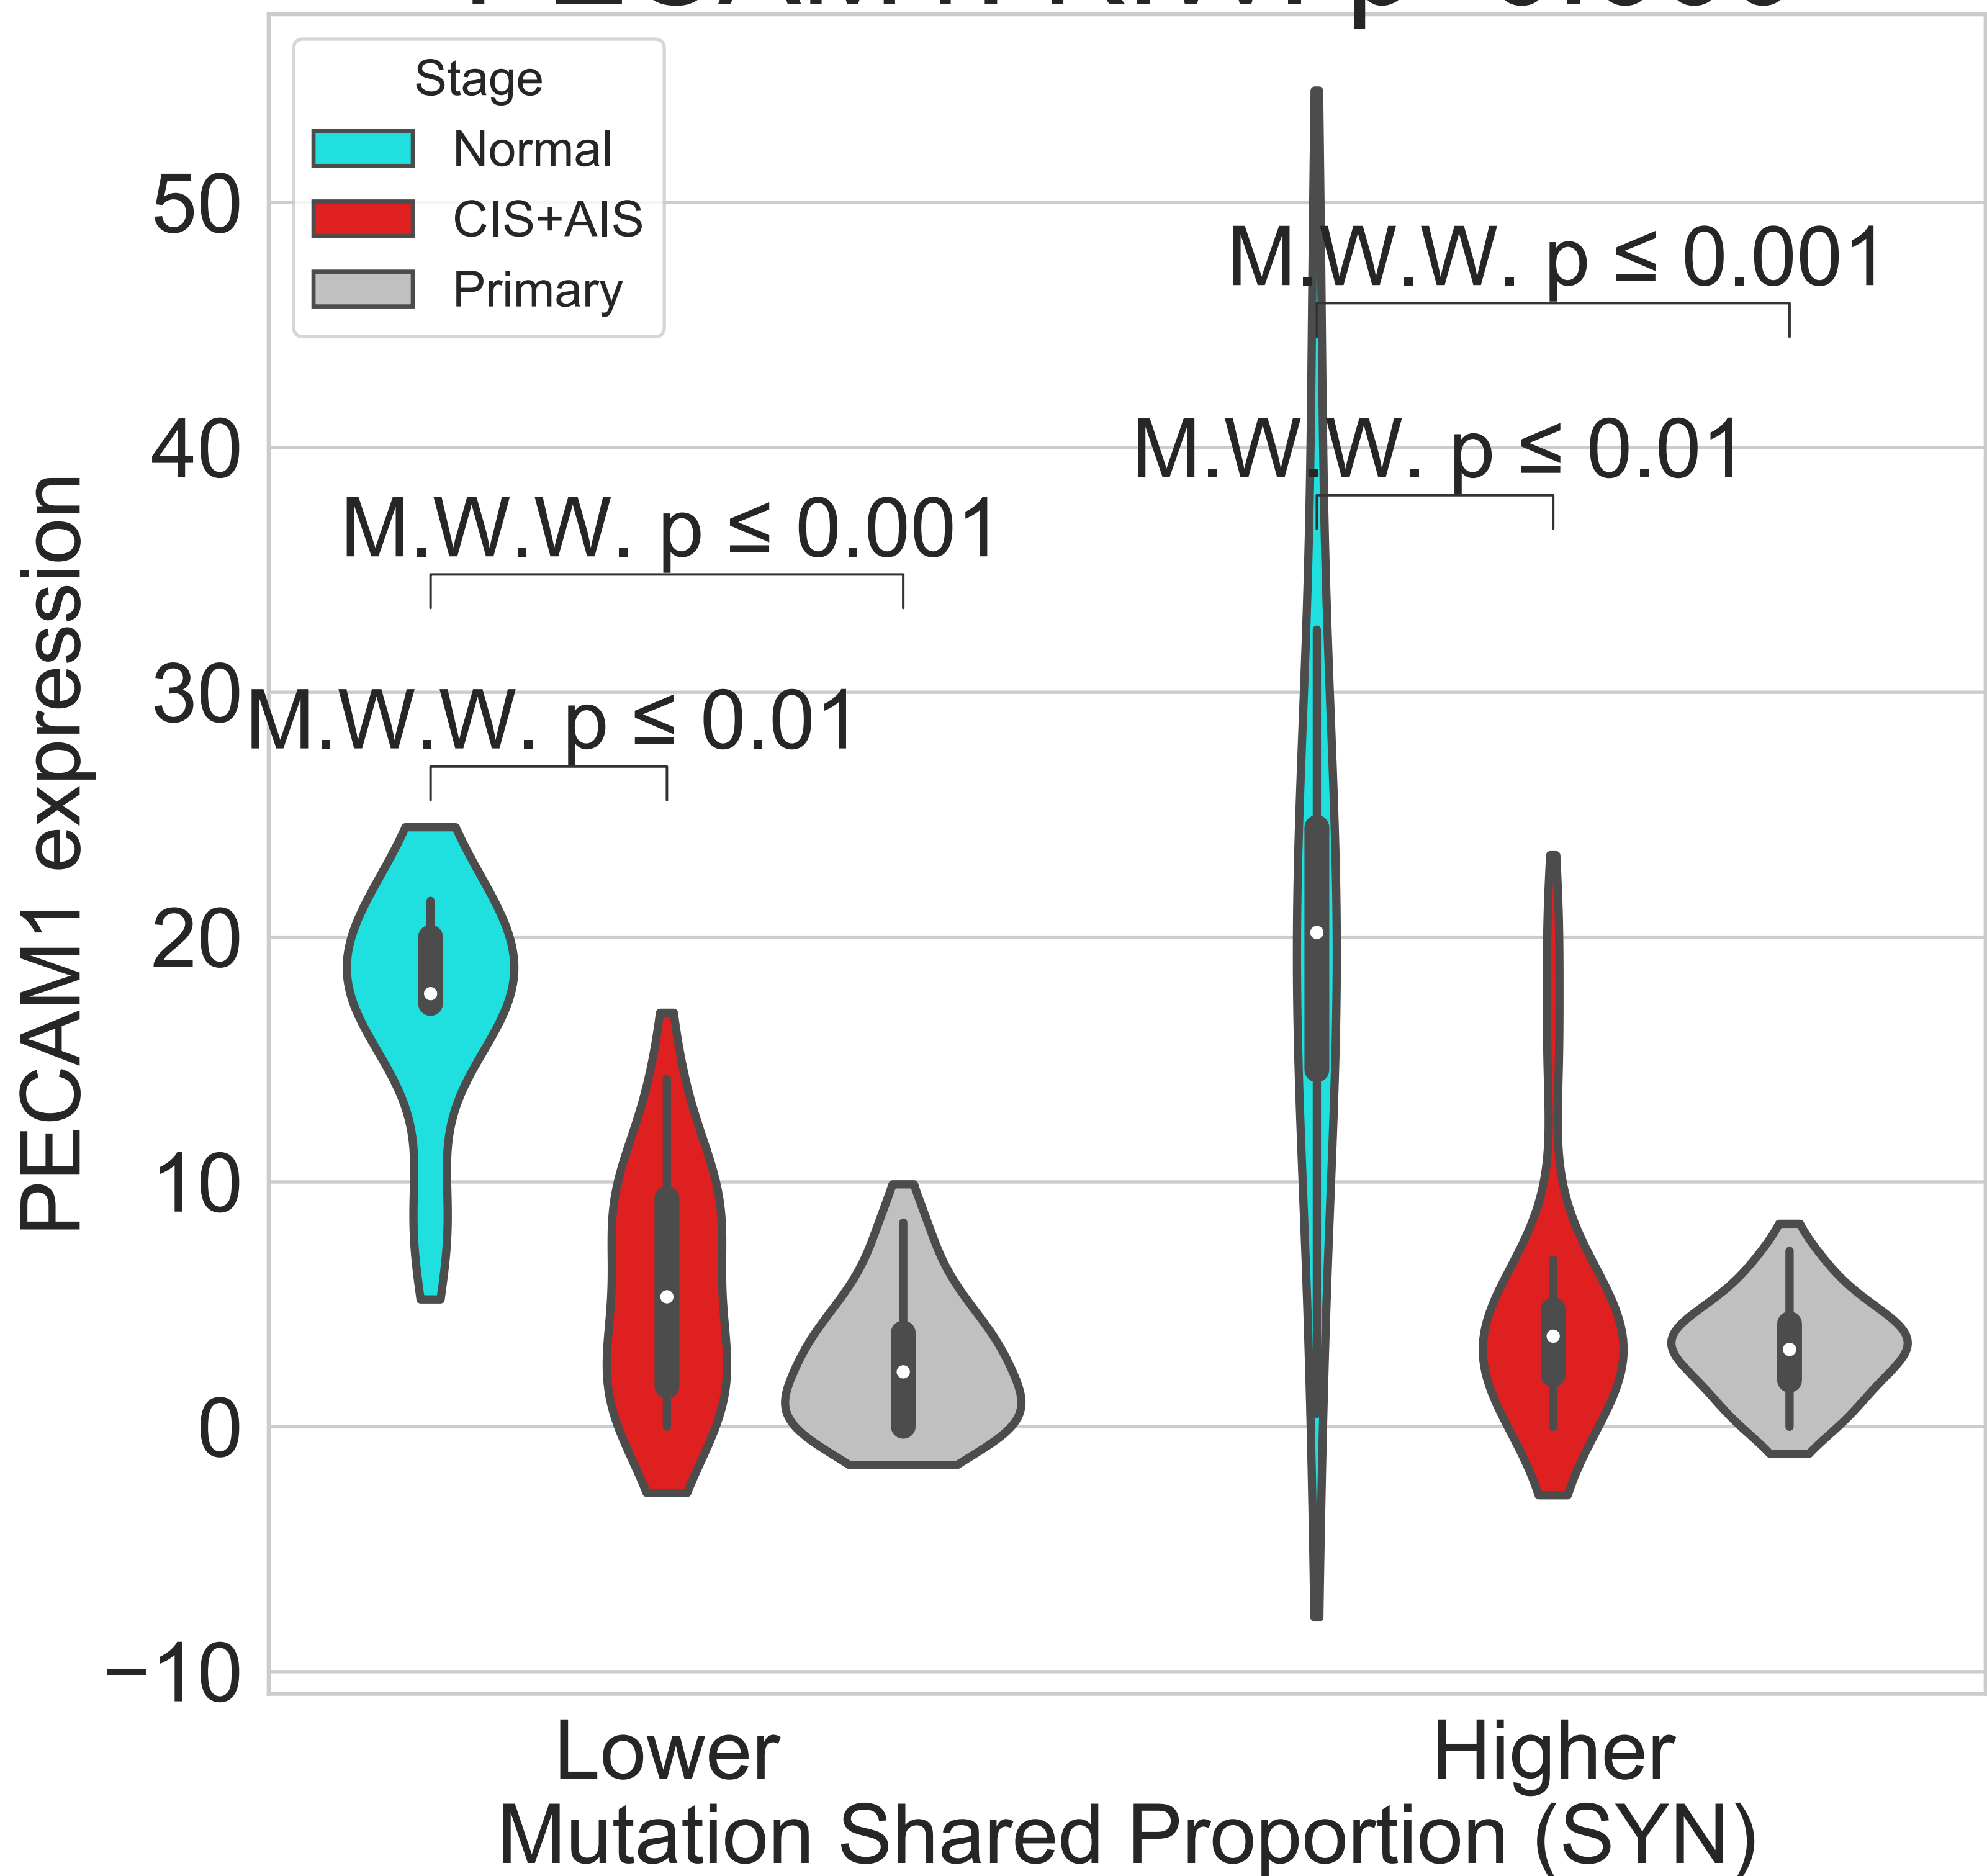 Stage
Normal
CIS+AIS
Primary
50
40
30
20
10
0
−10
PECAM1 expression
M.W.W. p ≤ 0.001
M.W.W. p ≤ 0.01
M.W.W. p ≤ 0.001
M.W.W. p ≤ 0.01
Lower
Higher
Mutation Shared Proportion (SYN)